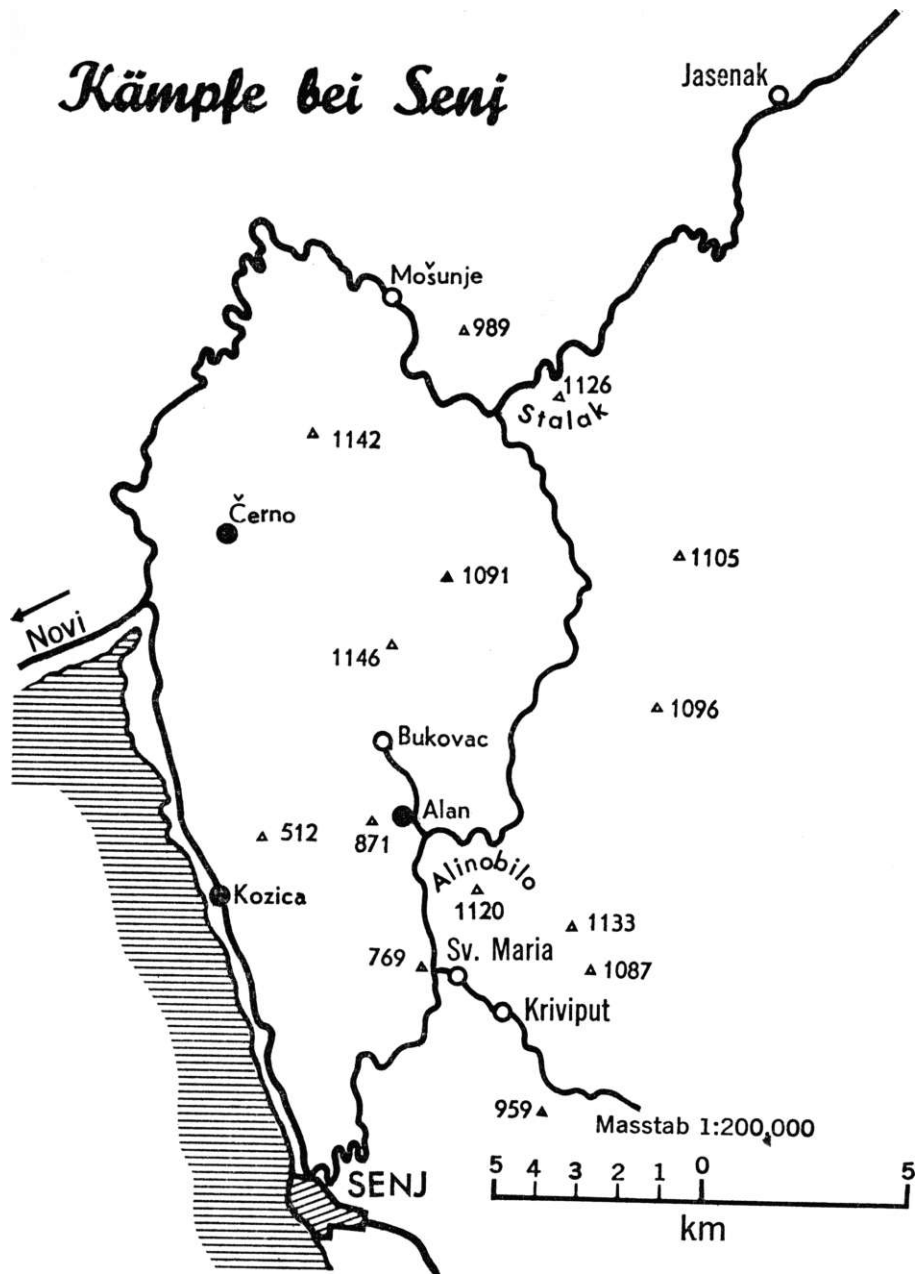 Kämpfe bei Senj
Jasenak
Mošunje
989
1126
Stalak
1142
Černo
1105
1091
Novi
1146
1096
Bukovac
Alan
512
871
Alinobilo
Kozica
1120
1133
769
Sv. Maria
1087
Kriviput
959
Masstab 1:200,000
SENJ
5 4 3 2 1 0 5
km